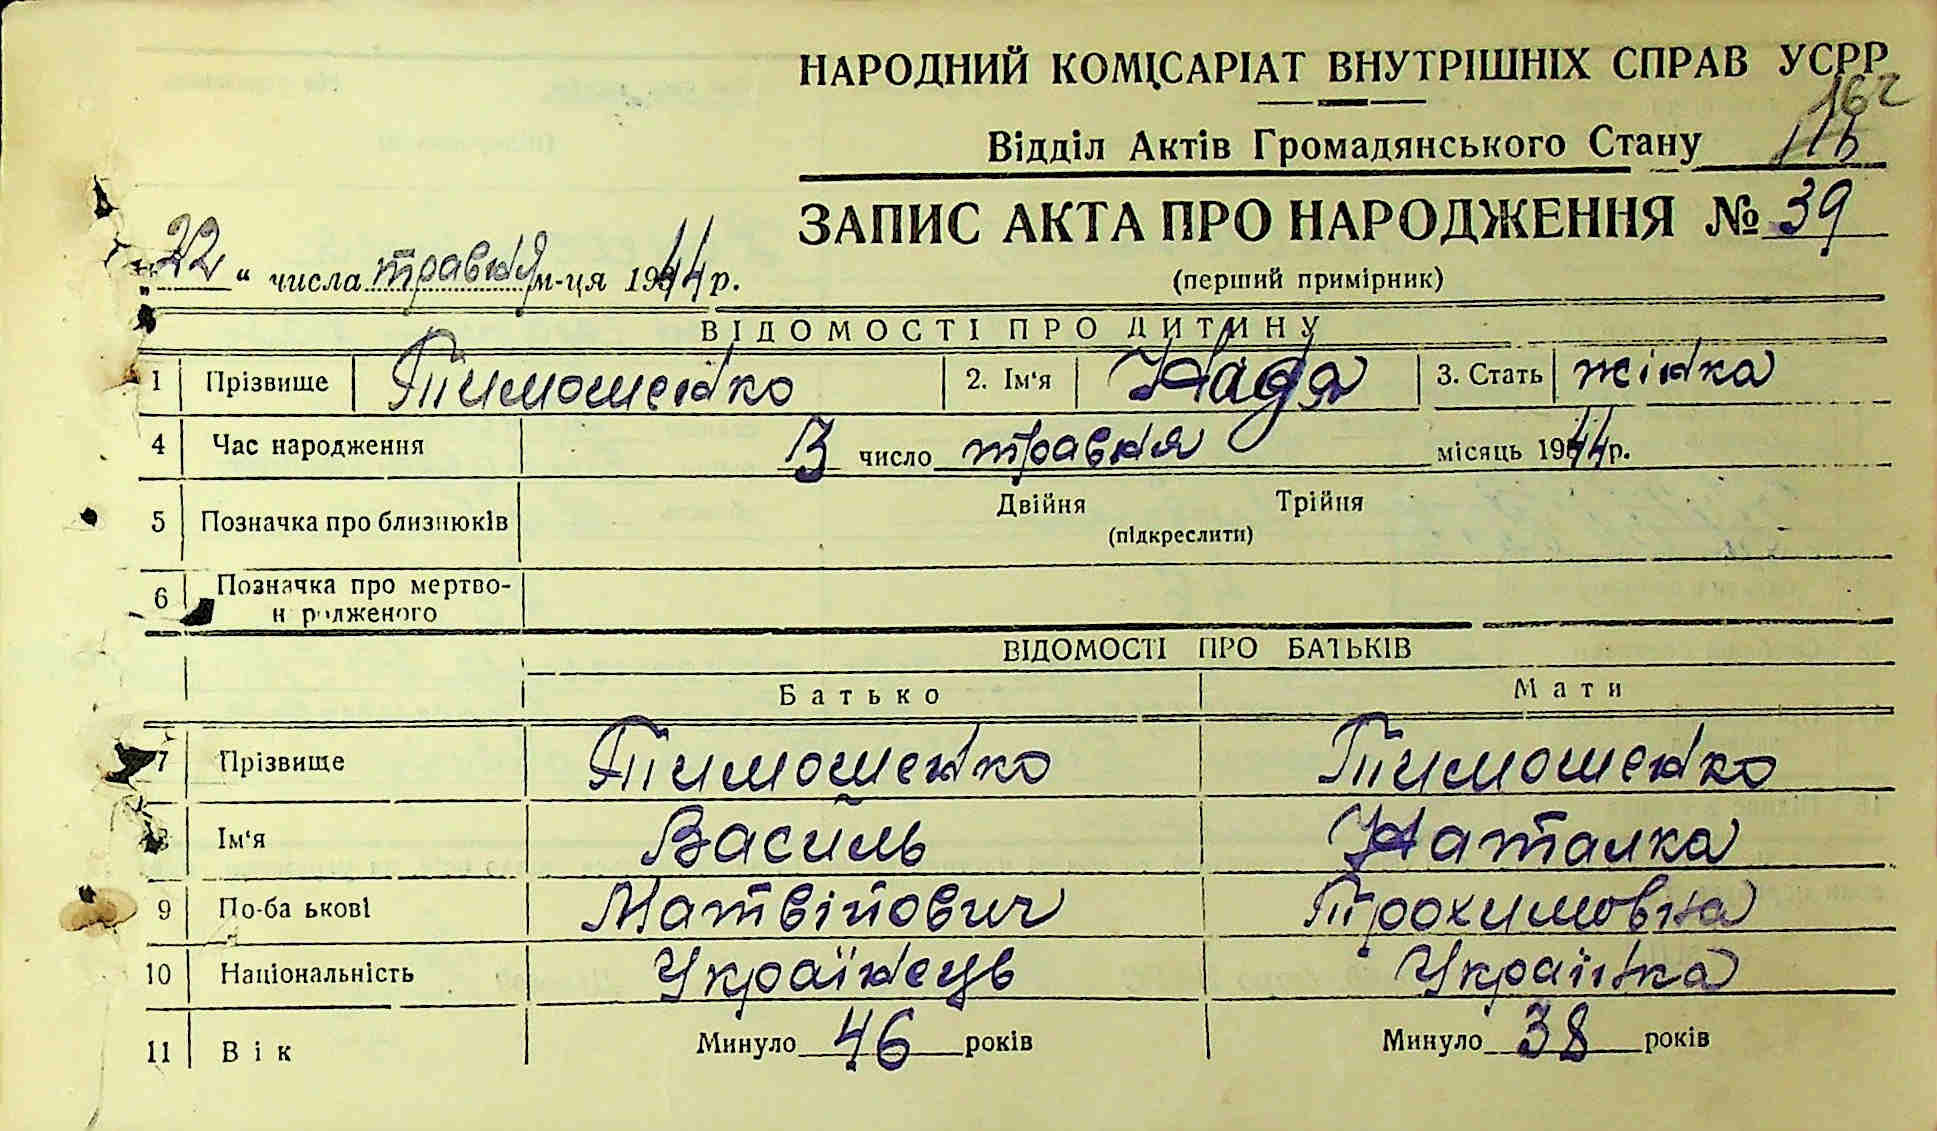 НАРОДНИЙ КОМІСАРІАТ ВНУТРІШНІХ СПРАВ УСРР
Відділ Актів Громадянського Стану
ЗАПИС АКТА ПРО НАРОДЖЕННЯ № 39
"22" числа травня м-ця 1944 р.
(перший примірник)
ВІДОМОСТІ ПРО ДИТИНУ
1 Прізвище Тимошенко 2. Ім'я Надя 3. Стать жінка
4 Час народження 3 число травня місяць 1944 р.
5 Позначка про близнюків Двійня Трійня
(підкреслити)
6 Позначка про мертво-
н родженого
ВІДОМОСТІ ПРО БАТЬКІВ
Батько Мати
7 Прізвище Тимошенко Тимошенко
8 Ім'я Василь Наталка
9 По-ба ькові Матвійович Трохимовна
10 Національність Українець Українка
11 Вік Минуло 46 років Минуло 38 років